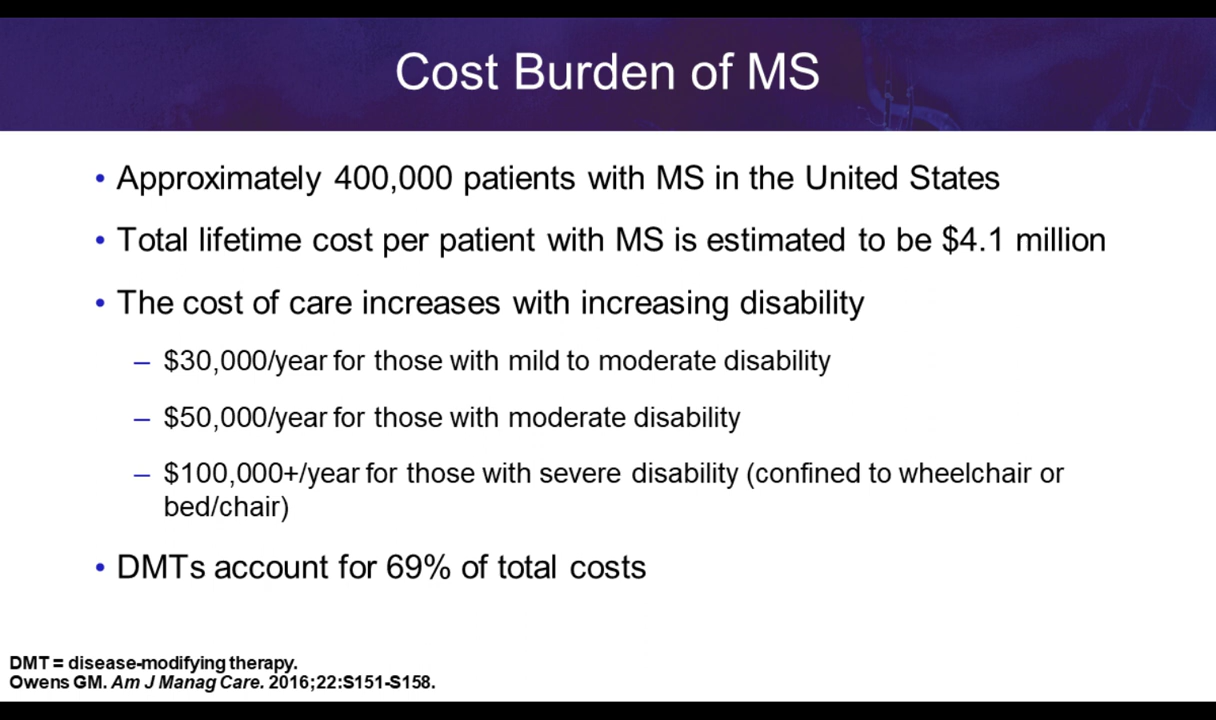 Cost Burden of MS
• Approximately 400,000 patients with MS in the United States
• Total lifetime cost per patient with MS is estimated to be $4.1 million
• The cost of care increases with increasing disability
– $30,000/year for those with mild to moderate disability
– $50,000/year for those with moderate disability
– $100,000+/year for those with severe disability (confined to wheelchair or
bed/chair)
• DMTs account for 69% of total costs
DMT = disease-modifying therapy.
Owens GM. Am J Manag Care. 2016;22:S151-S158.